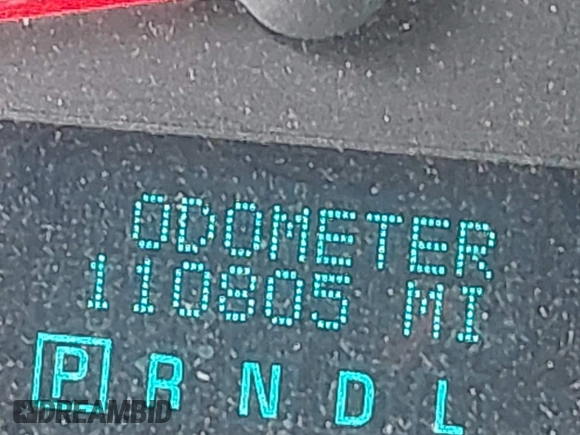 ODOMETER
110805 MI
P R N D L
DREAMBID